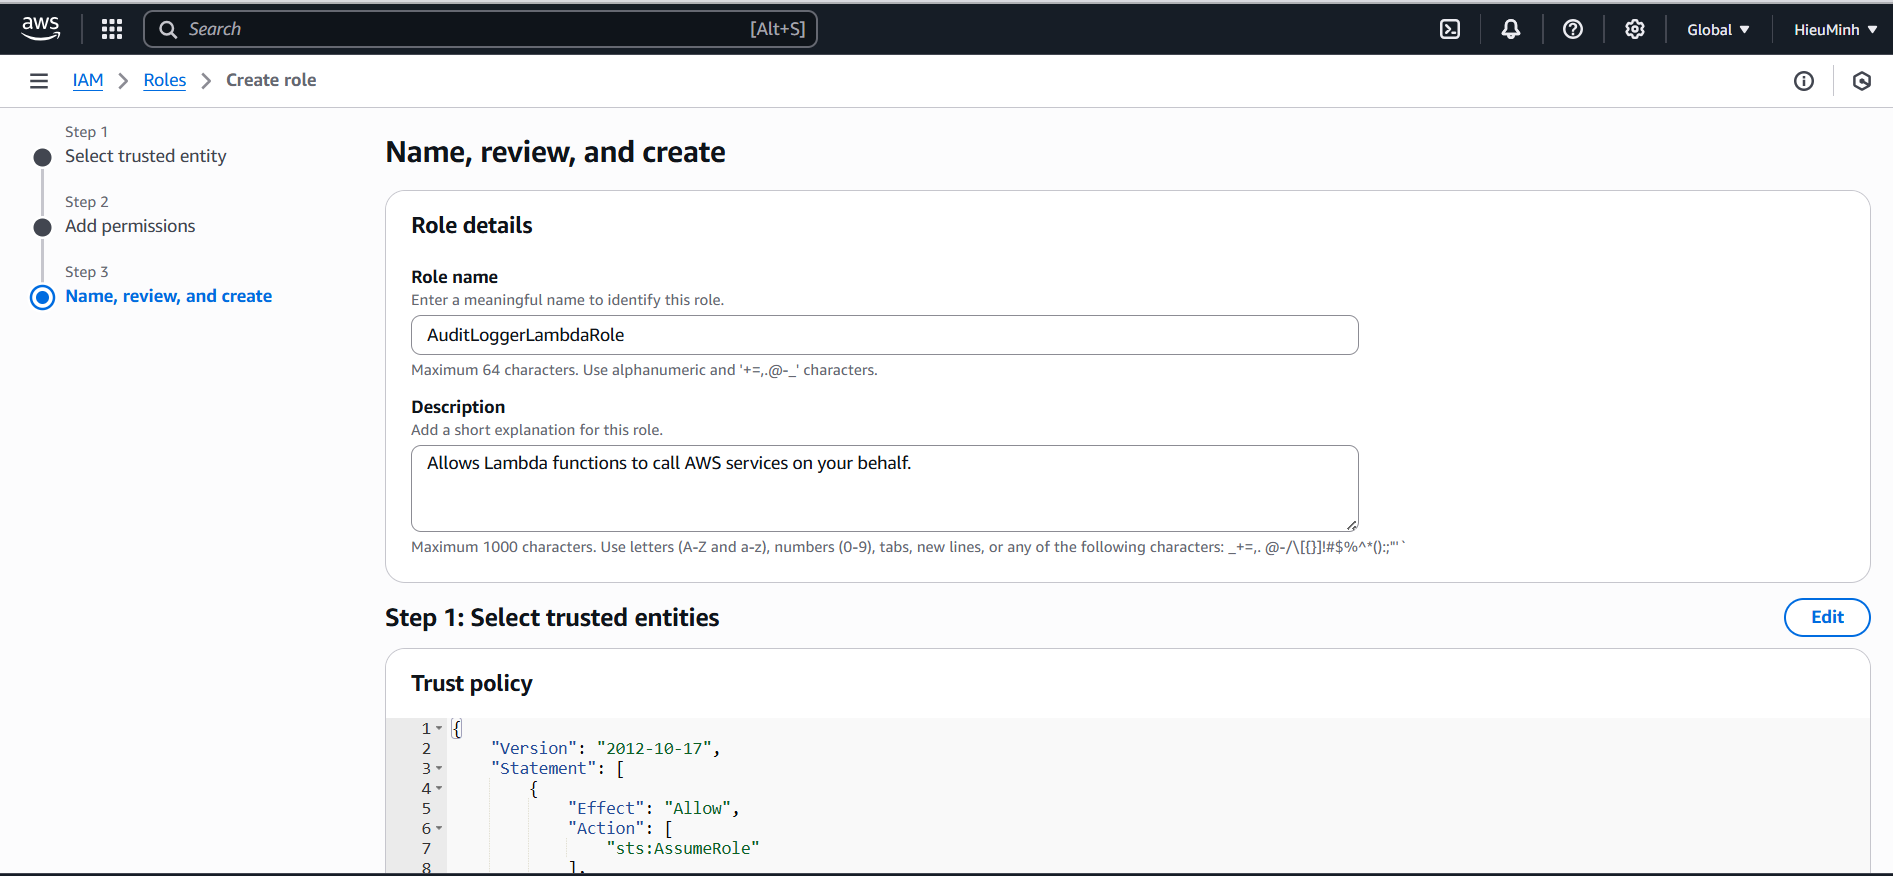 aws
Search
[Alt+S]
Global
HieuMinh
IAM
Roles
Create role
Step 1
Select trusted entity
Step 2
Add permissions
Step 3
Name, review, and create
Name, review, and create
Role details
Role name
Enter a meaningful name to identify this role.
AuditLoggerLambdaRole
Maximum 64 characters. Use alphanumeric and '+=,.@-_' characters.
Description
Add a short explanation for this role.
Allows Lambda functions to call AWS services on your behalf.
Maximum 1000 characters. Use letters (A-Z and a-z), numbers (0-9), tabs, new lines, or any of the following characters: _+=,. @-/\[{}]!#$%^*();:"'`
Step 1: Select trusted entities
Edit
Trust policy
1 {
2 "Version": "2012-10-17",
3 "Statement": [
4 {
5 "Effect": "Allow",
6 "Action": [
7 "sts:AssumeRole"
8 ],